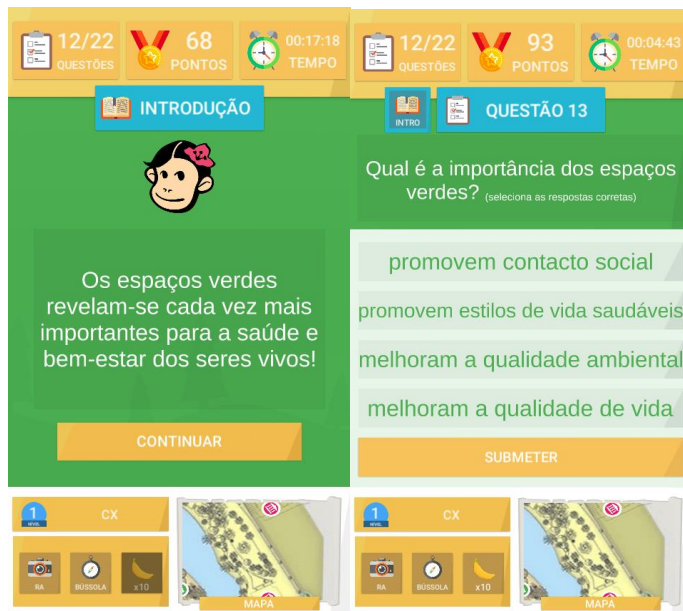 12/22
QUESTÕES
68
PONTOS
00:17:18
TEMPO
INTRODUÇÃO
Os espaços verdes
revelam-se cada vez mais
importantes para a saúde e
bem-estar dos seres vivos!
CONTINUAR
1
NÍVEL
CX
RA
BÚSSOLA
x10
MAPA
12/22
QUESTÕES
93
PONTOS
00:04:43
TEMPO
INTRO
QUESTÃO 13
Qual é a importância dos espaços
verdes? (seleciona as respostas corretas)
promovem contacto social
promovem estilos de vida saudáveis
melhoram a qualidade ambiental
melhoram a qualidade de vida
SUBMETER
1
NÍVEL
CX
RA
BÚSSOLA
x10
MAPA